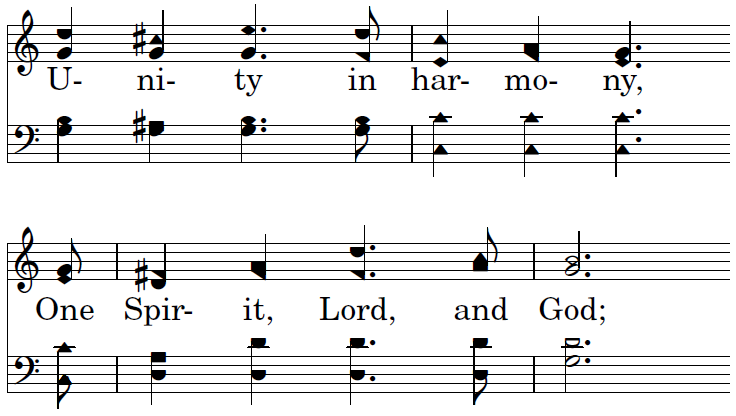 U- ni- ty in har- mo- ny,
One Spir- it, Lord, and God;